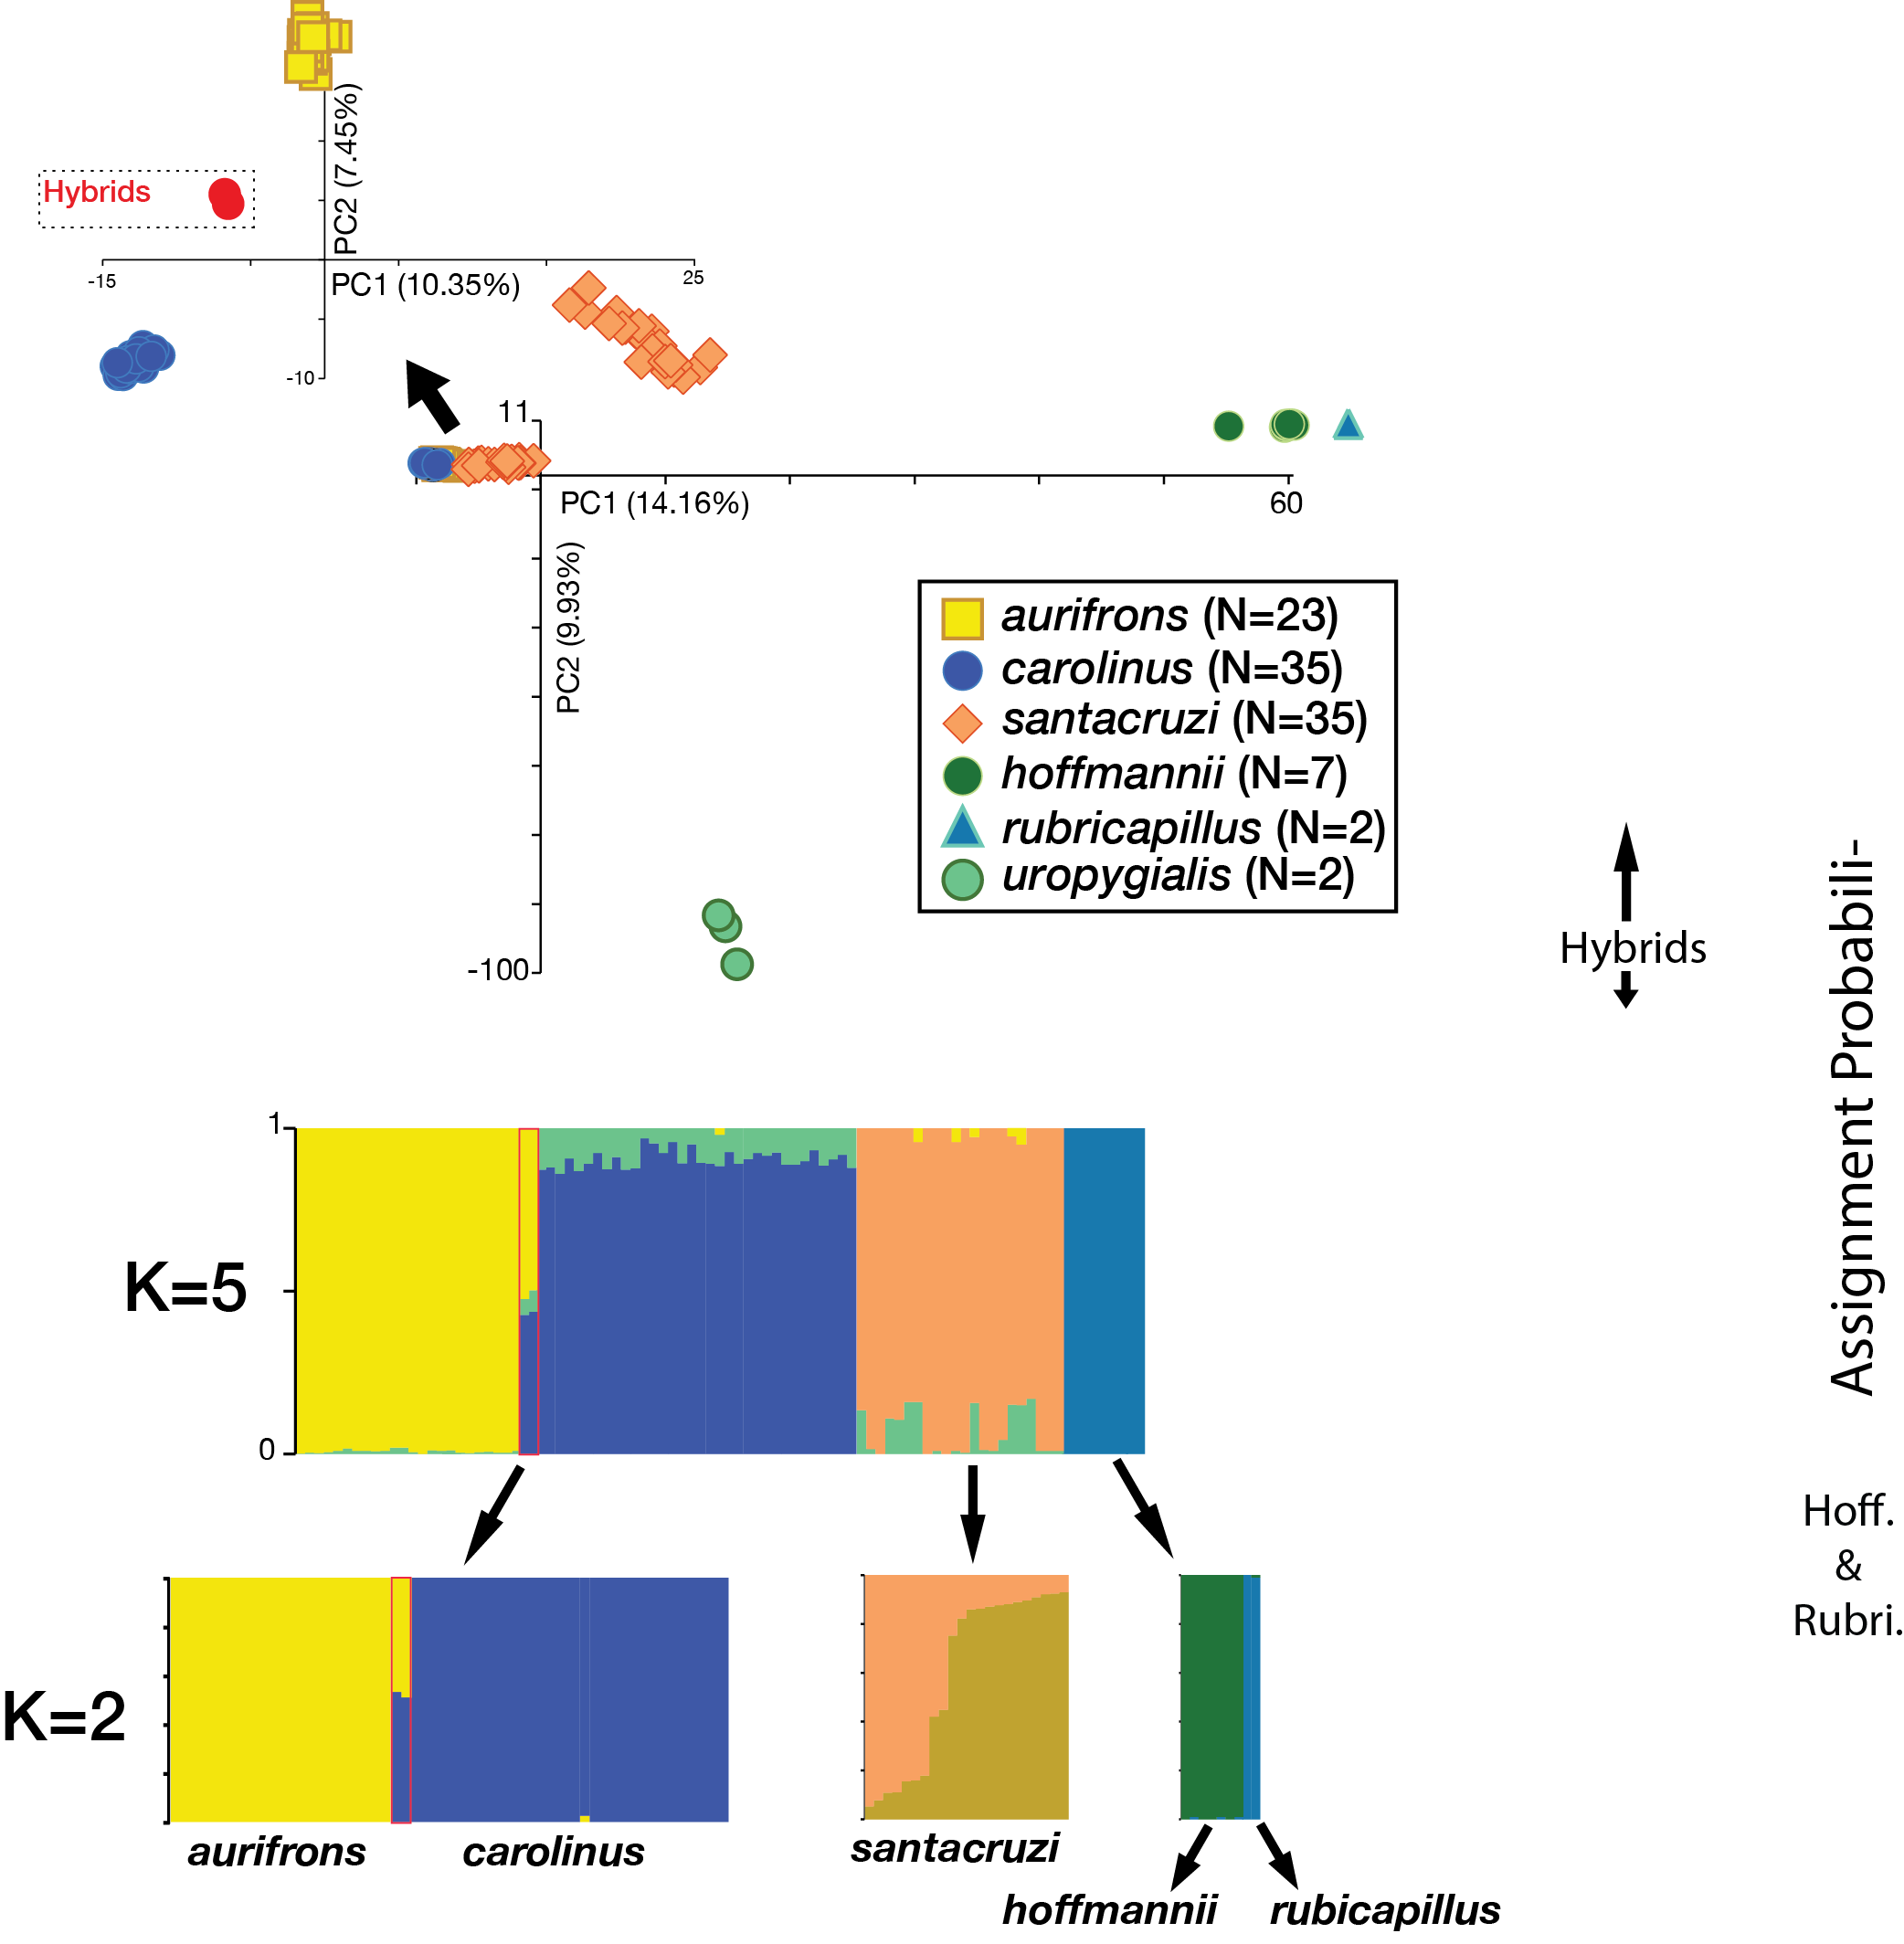 PC2 (7.45%)
Hybrids
-15
PC1 (10.35%)
25
-10
11
PC1 (14.16%)
60
PC2 (9.93%)
aurifrons (N=23)
carolinus (N=35)
santacruzi (N=35)
hoffmannii (N=7)
rubricapillus (N=2)
uropygialis (N=2)
-100
Hybrids
Assignment Probabili-
1
K=5
0
Hoff.
&
Rubri.
K=2
aurifrons
carolinus
santacruzi
hoffmannii
rubicapillus